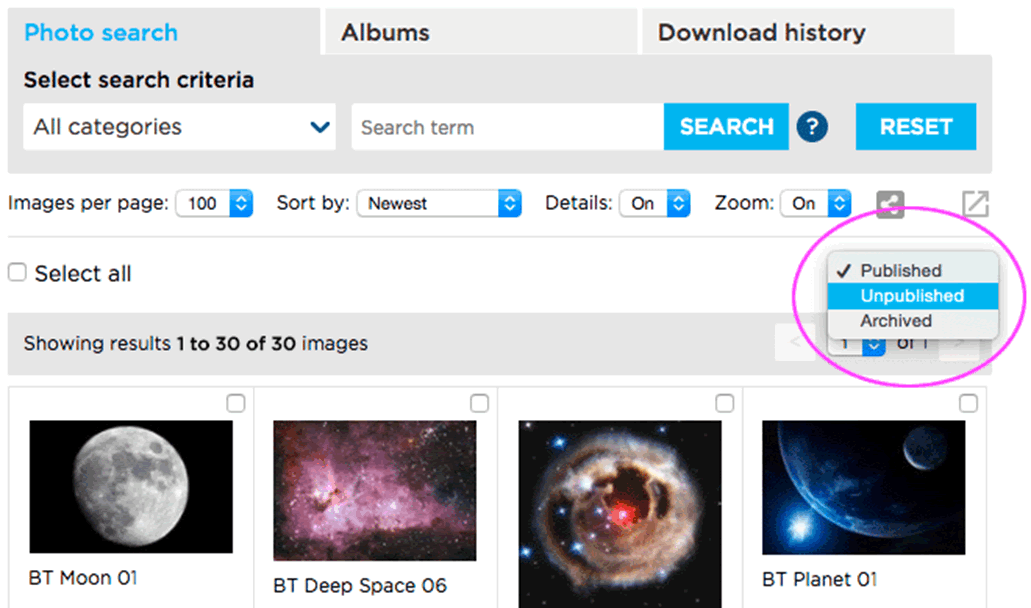 Photo search Albums Download history
Select search criteria
All categories Search term SEARCH ? RESET
Images per page: 100 Sort by: Newest Details: On Zoom: On
Select all
✓ Published
Unpublished
Archived
Showing results 1 to 30 of 30 images
< 1 of 1 >
BT Moon 01 BT Deep Space 06 BT Planet 01